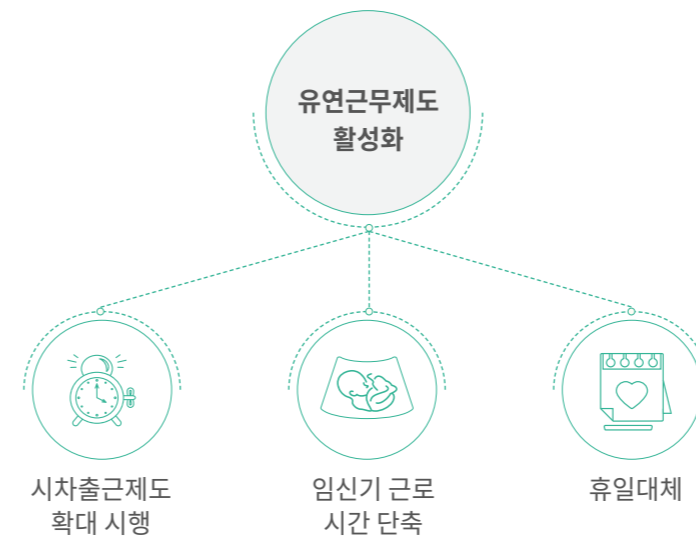 유연근무제도
활성화
시차출근제도
확대 시행
임신기 근로
시간 단축
휴일대체